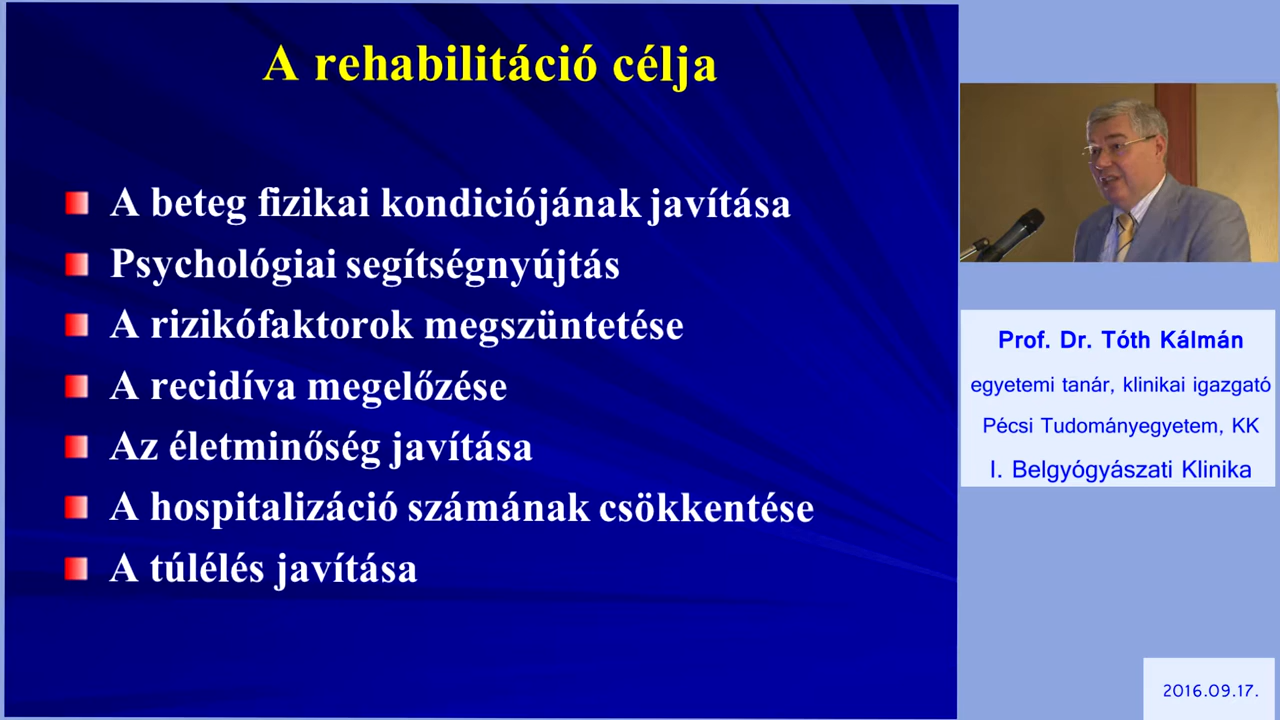 A rehabilitáció célja
A beteg fizikai kondiciójának javítása
Psychológiai segítségnyújtás
A rizikófaktorok megszüntetése
A recidíva megelőzése
Az életminőség javítása
A hospitalizáció számának csökkentése
A túlélés javítása
Prof. Dr. Tóth Kálmán
egyetemi tanár, klinikai igazgató
Pécsi Tudományegyetem, KK
I. Belgyógyászati Klinika
2016.09.17.